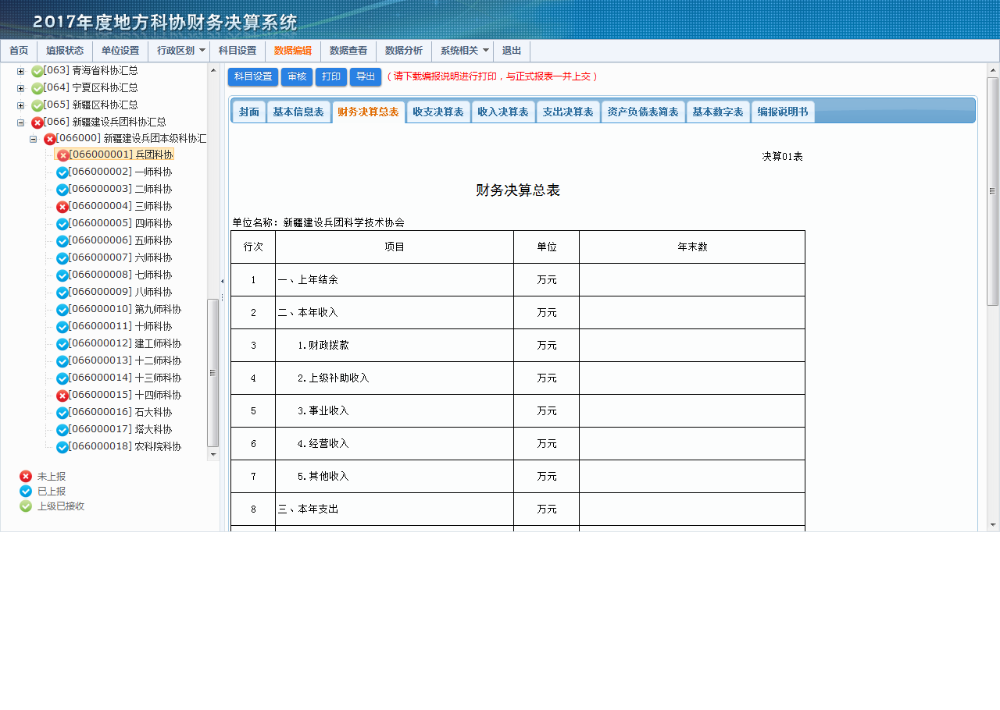 2017年度地方科协财务决算系统
首页 填报状态 单位设置 行政区划 科目设置 数据编辑 数据查看 数据分析 系统相关 退出
[063] 青海省科协汇总
[064] 宁夏区科协汇总
[065] 新疆区科协汇总
[066] 新疆建设兵团科协汇总
[066000] 新疆建设兵团本级科协汇
[066000001] 兵团科协
[066000002] 一师科协
[066000003] 二师科协
[066000004] 三师科协
[066000005] 四师科协
[066000006] 五师科协
[066000007] 六师科协
[066000008] 七师科协
[066000009] 八师科协
[066000010] 第九师科协
[066000011] 十师科协
[066000012] 建工师科协
[066000013] 十二师科协
[066000014] 十三师科协
[066000015] 十四师科协
[066000016] 石大科协
[066000017] 塔大科协
[066000018] 农科院科协
未上报
已上报
上级已接收
科目设置 审核 打印 导出 （请下载编报说明进行打印，与正式报表一并上交）
封面 基本信息表 财务决算总表 收支决算表 收入决算表 支出决算表 资产负债表简表 基本数字表 编报说明书
决算01表
财务决算总表
单位名称：新疆建设兵团科学技术协会
行次 项目 单位 年末数
1 一、上年结余 万元
2 二、本年收入 万元
3 1.财政拨款 万元
4 2.上级补助收入 万元
5 3.事业收入 万元
6 4.经营收入 万元
7 5.其他收入 万元
8 三、本年支出 万元